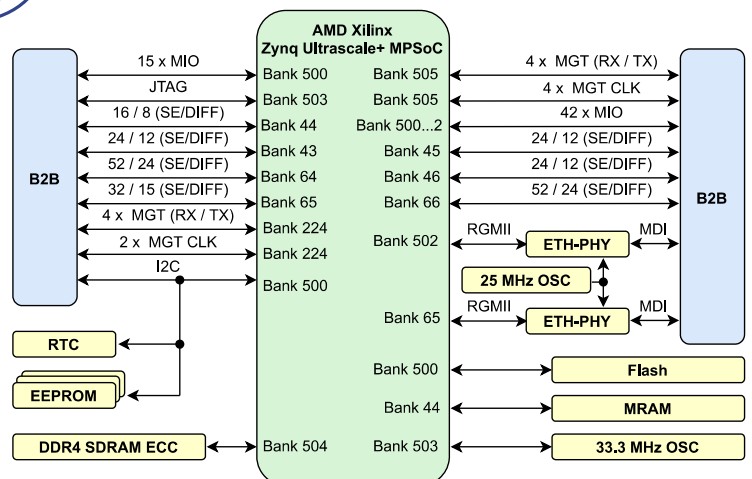 AMD Xilinx
Zynq Ultrascale+ MPSoC
B2B
15 x MIO
Bank 500
JTAG
Bank 503
16 / 8 (SE/DIFF)
Bank 44
24 / 12 (SE/DIFF)
Bank 43
52 / 24 (SE/DIFF)
Bank 64
32 / 15 (SE/DIFF)
Bank 65
4 x MGT (RX / TX)
Bank 224
2 x MGT CLK
Bank 224
I2C
Bank 500
RTC
EEPROM
DDR4 SDRAM ECC
Bank 504
Bank 505
4 x MGT (RX / TX)
Bank 505
4 x MGT CLK
Bank 500...2
42 x MIO
Bank 45
24 / 12 (SE/DIFF)
Bank 46
24 / 12 (SE/DIFF)
Bank 66
52 / 24 (SE/DIFF)
B2B
Bank 502
RGMII
ETH-PHY
MDI
25 MHz OSC
Bank 65
RGMII
ETH-PHY
MDI
Bank 500
Flash
Bank 44
MRAM
Bank 503
33.3 MHz OSC